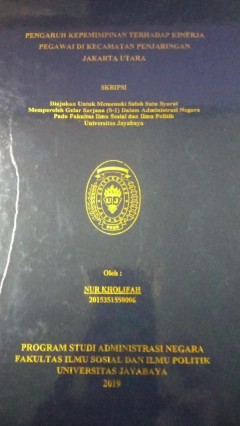 PENGARUH KEPEMIMPINAN TERHADAP KINERJA
PEGAWAI DI KECAMATAN PENJARINGAN
JAKARTA UTARA
SKRIPSI
Diajukan Untuk Memenuhi Salah Satu Syarat
Memperoleh Gelar Sarjana (S-1) Dalam Administrasi Negara
Pada Fakultas Ilmu Sosial dan Ilmu Politik
Universitas Jayabaya
UJ
Oleh :
NUR KHOLIFAH
2015351550006
PROGRAM STUDI ADMINISTRASI NEGARA
FAKULTAS ILMU SOSIAL DAN ILMU POLITIK
UNIVERSITAS JAYABAYA
2019